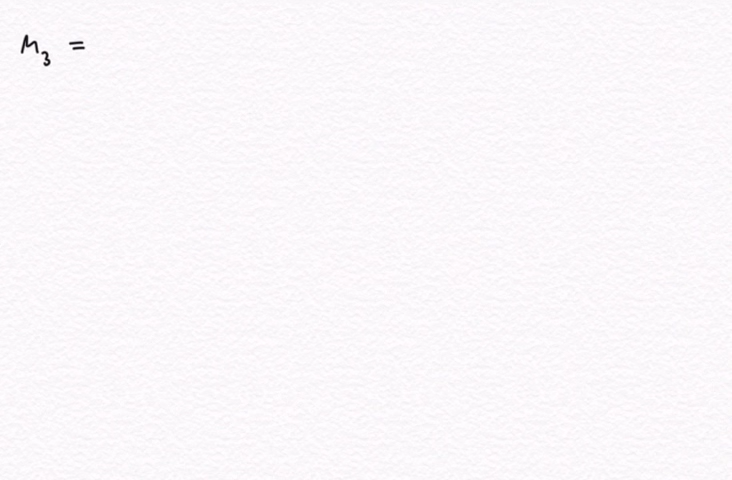 M₃ =